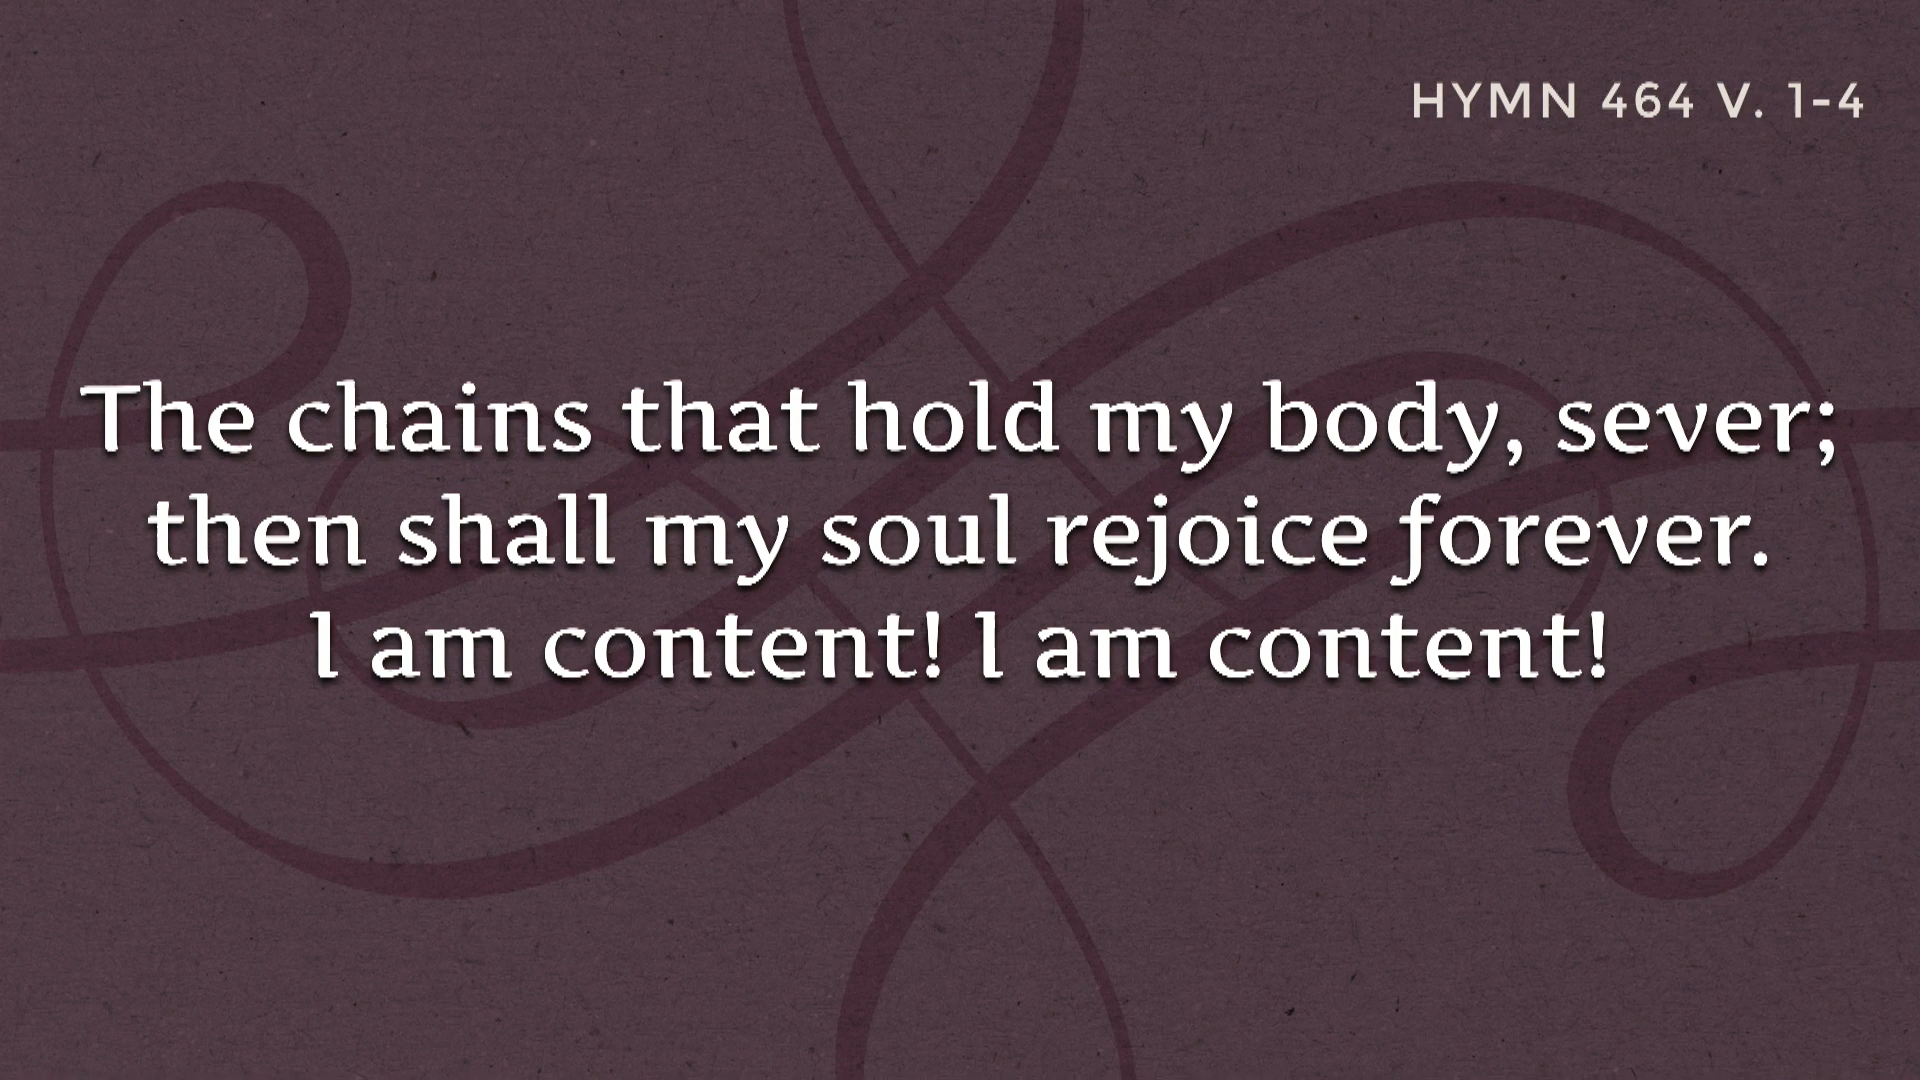 HYMN 464 V. 1-4
The chains that hold my body, sever;
then shall my soul rejoice forever.
I am content! I am content!